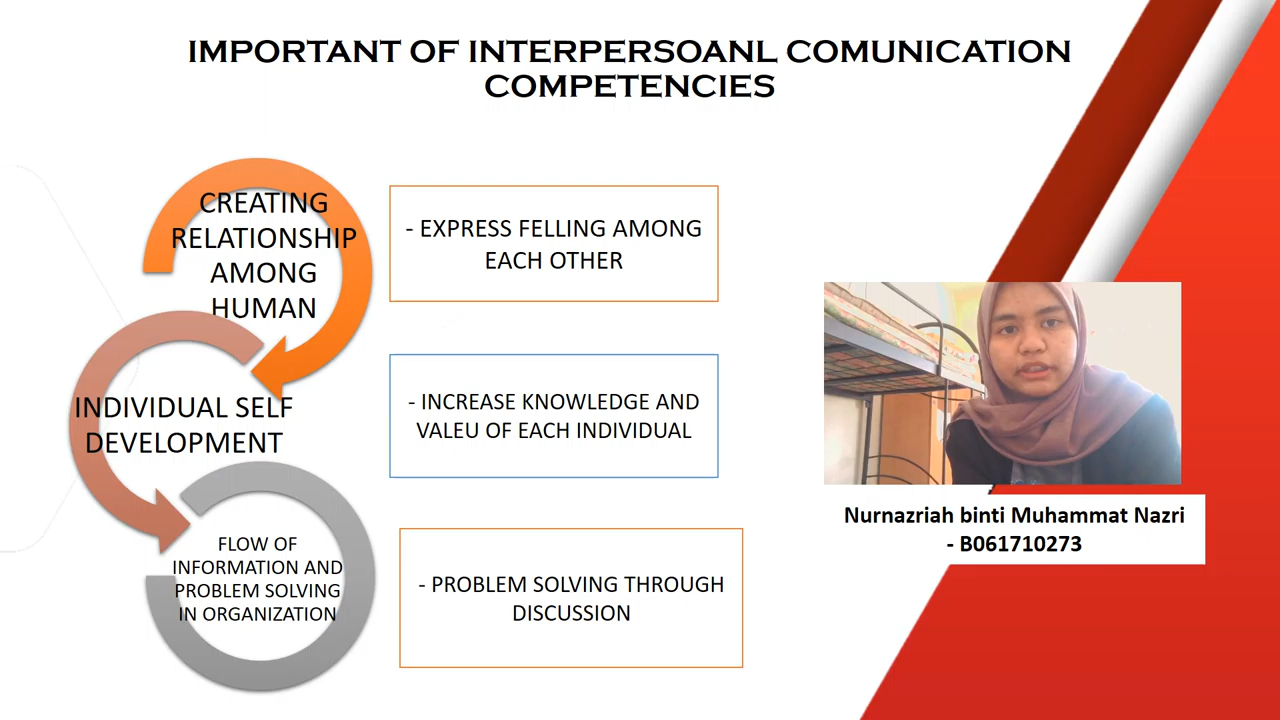 IMPORTANT OF INTERPERSOANL COMUNICATION
COMPETENCIES
CREATING
RELATIONSHIP
AMONG
HUMAN
- EXPRESS FELLING AMONG
EACH OTHER
INDIVIDUAL SELF
DEVELOPMENT
- INCREASE KNOWLEDGE AND
VALEU OF EACH INDIVIDUAL
FLOW OF
INFORMATION AND
PROBLEM SOLVING
IN ORGANIZATION
- PROBLEM SOLVING THROUGH
DISCUSSION
Nurnazriah binti Muhammat Nazri
- B061710273